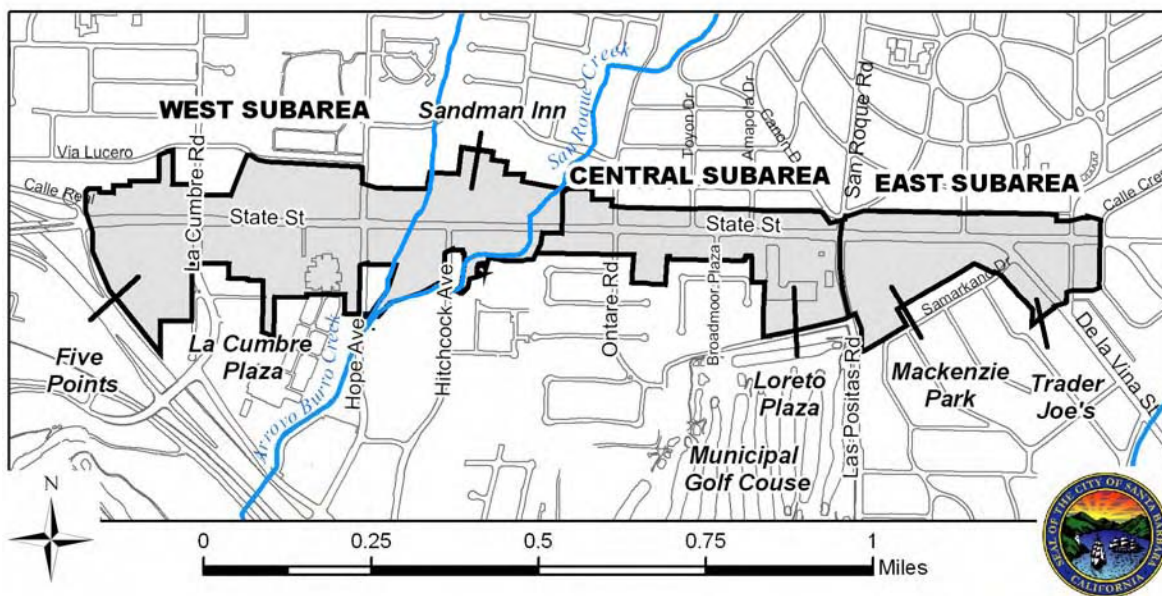 WEST SUBAREA
Sandman Inn
San Roque Creek
Toyon Dr
Amapola Dr
Canon D
San Roque Rd
Via Lucero
La Cumbre Rd
CENTRAL SUBAREA
EAST SUBAREA
Calle Real
State St
State St
Calle Cre
Hope Ave
Hitchcock Ave
Ontare Rd
Broadmoor Plaza
Samarkand Dr
De la Vina St
Five
Points
La Cumbre
Plaza
Arroyo Burro Creek
Loreto
Plaza
Las Positas Rd
Mackenzie
Park
Trader
Joe's
Municipal
Golf Couse
N
0
0.25
0.5
0.75
1
Miles
SEAL OF THE CITY OF SANTA BARBARA
CALIFORNIA